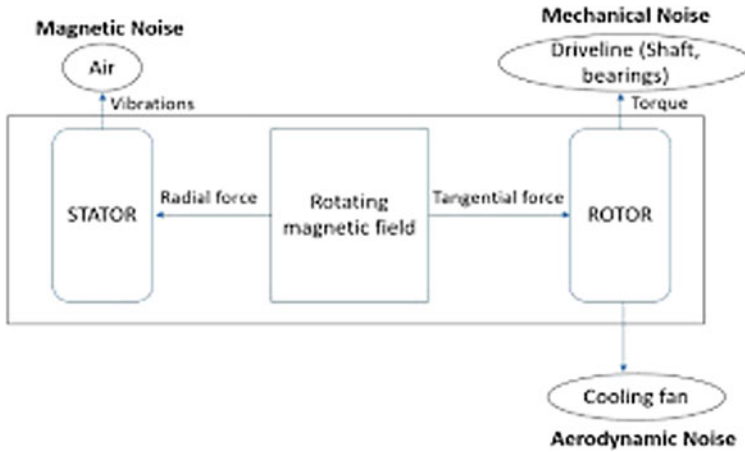 Magnetic Noise
Air
Vibrations
Mechanical Noise
Driveline (Shaft,
bearings)
Torque
STATOR
Radial force
Rotating
magnetic field
Tangential force
ROTOR
Cooling fan
Aerodynamic Noise